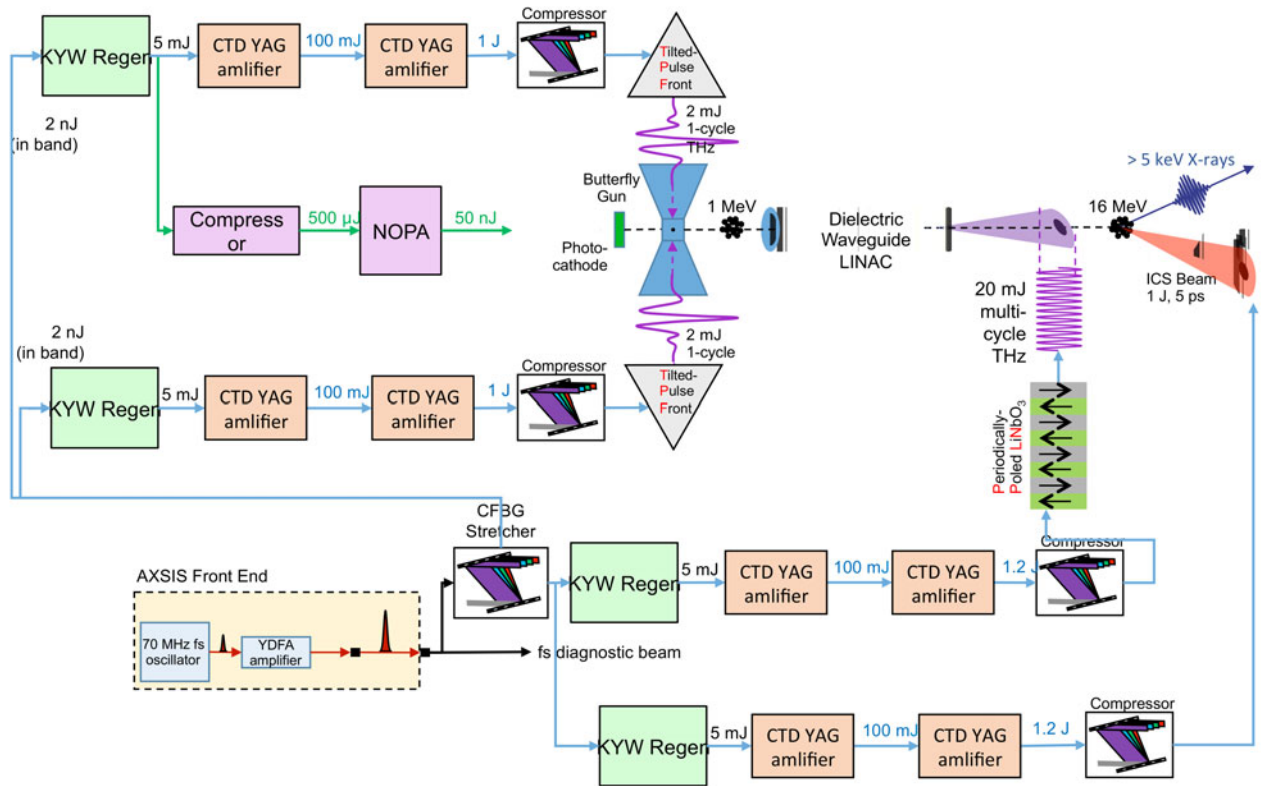 Compressor
KYW Regen
5 mJ
CTD YAG
amlifier
100 mJ
CTD YAG
amlifier
1 J
Tilted-
Pulse
Front
2 nJ
(in band)
2 mJ
1-cycle
THz
> 5 keV X-rays
Butterfly
Gun
1 MeV
16 MeV
Compress
or
500 µJ
NOPA
50 nJ
Photo-
cathode
Dielectric
Waveguide
LINAC
ICS Beam
1 J, 5 ps
20 mJ
multi-
cycle
THz
2 nJ
(in band)
2 mJ
1-cycle
Compressor
KYW Regen
5 mJ
CTD YAG
amlifier
100 mJ
CTD YAG
amlifier
1 J
Tilted-
Pulse
Front
Periodically-
Poled LiNbO3
CFBG
Stretcher
Compressor
KYW Regen
5 mJ
CTD YAG
amlifier
100 mJ
CTD YAG
amlifier
1.2 J
AXSIS Front End
70 MHz fs
oscillator
YDFA
amplifier
fs diagnostic beam
Compressor
KYW Regen
5 mJ
CTD YAG
amlifier
100 mJ
CTD YAG
amlifier
1.2 J